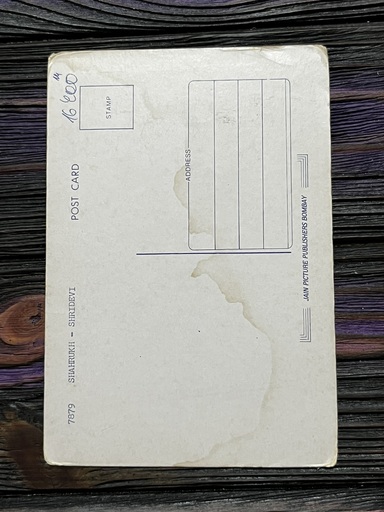 7879 SHAHRUKH - SHRIDEVI
POST CARD
STAMP
ADDRESS
JAIN PICTURE PUBLISHERS BOMBAY